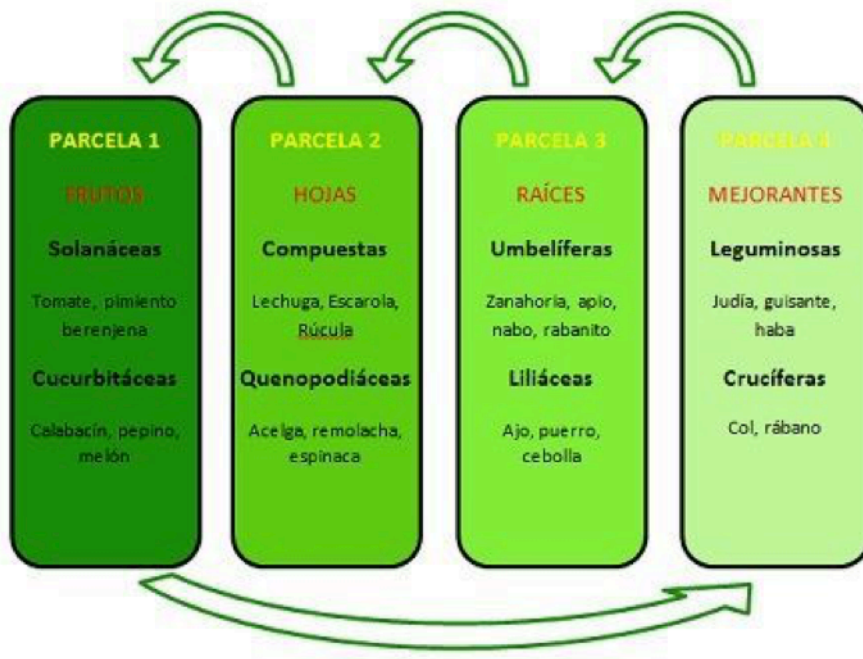 PARCELA 1
FRUTOS
Solanáceas
Tomate, pimiento
berenjena
Cucurbitáceas
Calabacín, pepino,
melón
PARCELA 2
HOJAS
Compuestas
Lechuga, Escarola,
Rúcula
Quenopodiáceas
Acelga, remolacha,
espinaca
PARCELA 3
RAÍCES
Umbelíferas
Zanahoria, apio,
nabo, rabanito
Liliáceas
Ajo, puerro,
cebolla
PARCELA 4
MEJORANTES
Leguminosas
Judía, guisante,
haba
Crucíferas
Col, rábano